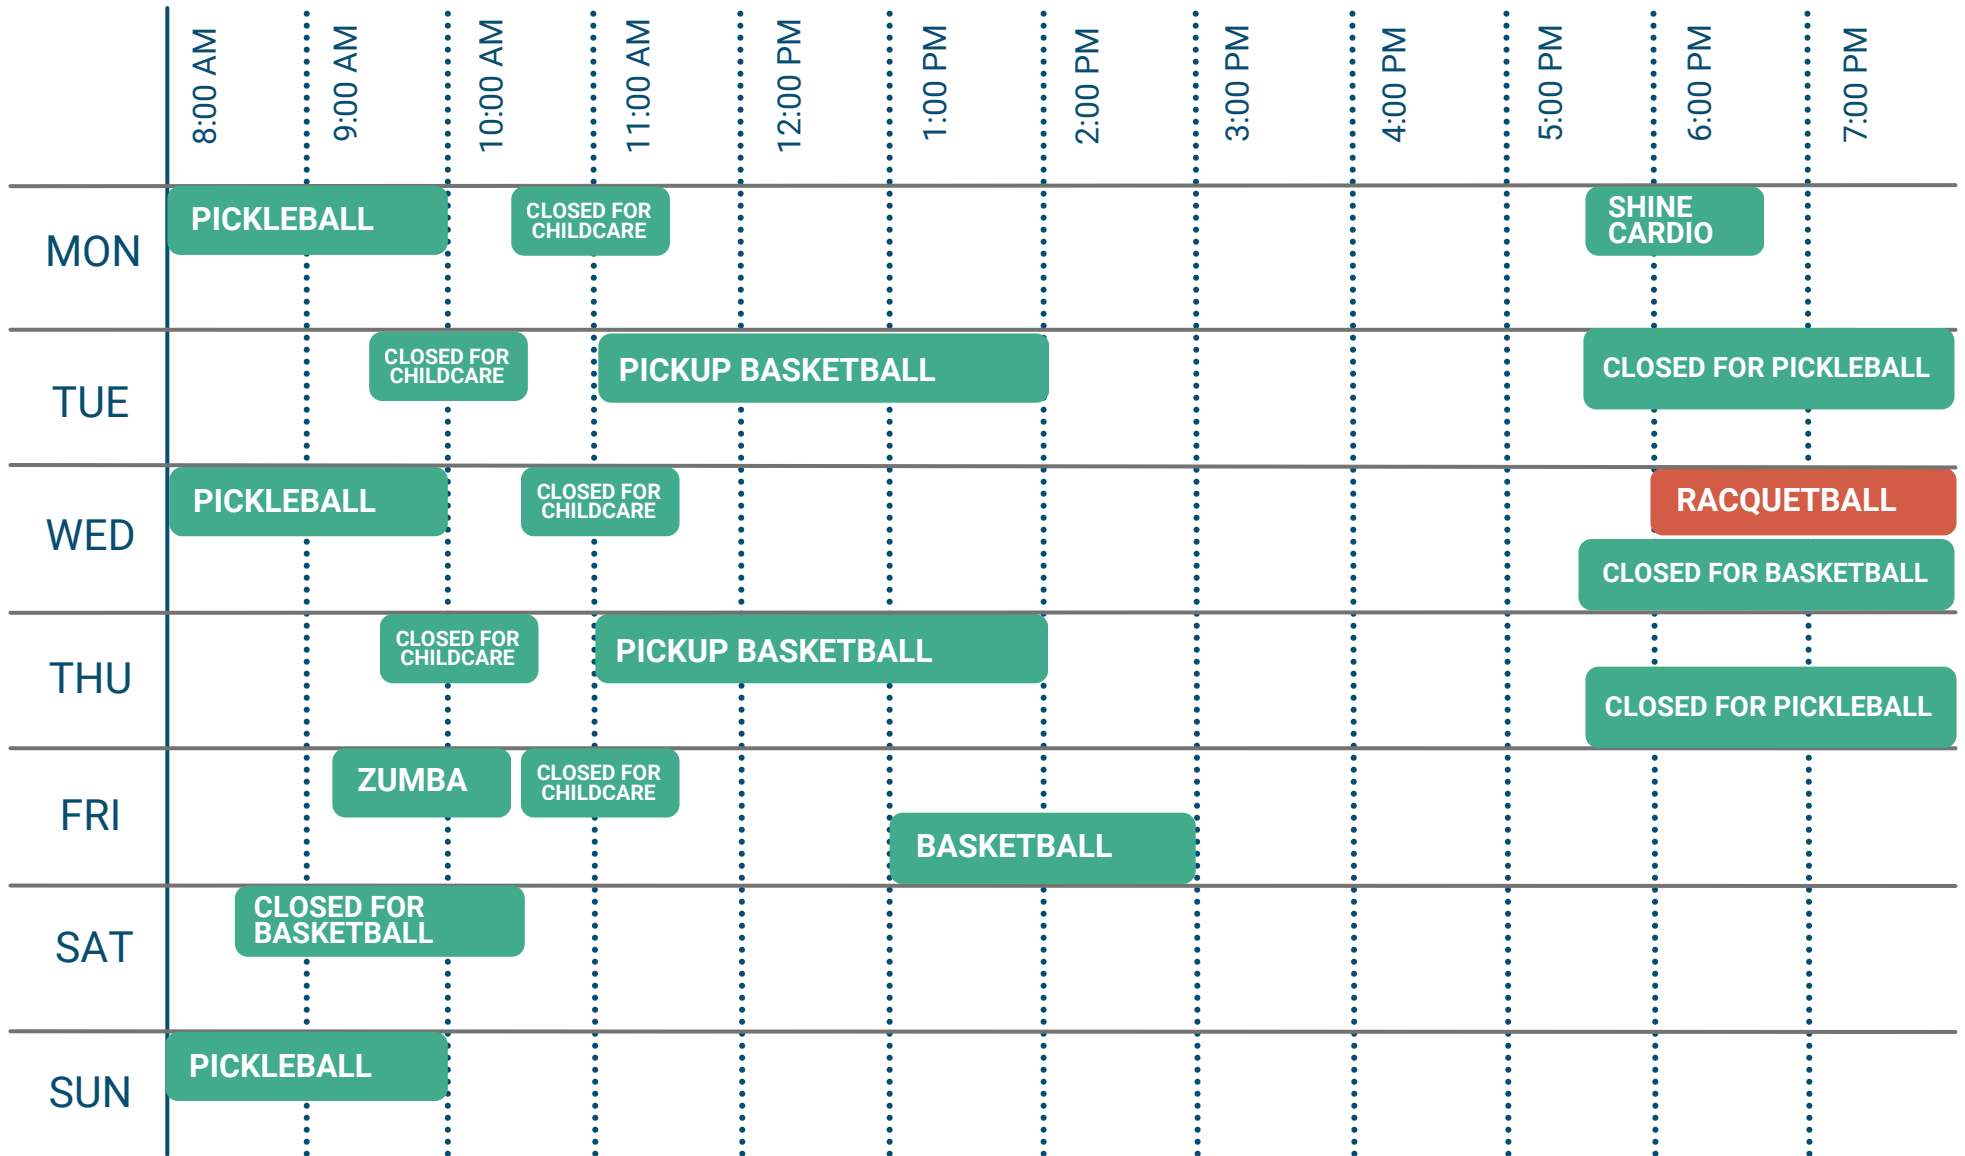 8:00 AM
9:00 AM
10:00 AM
11:00 AM
12:00 PM
1:00 PM
2:00 PM
3:00 PM
4:00 PM
5:00 PM
6:00 PM
7:00 PM
MON
PICKLEBALL
CLOSED FOR
CHILDCARE
SHINE
CARDIO
TUE
CLOSED FOR
CHILDCARE
PICKUP BASKETBALL
CLOSED FOR PICKLEBALL
WED
PICKLEBALL
CLOSED FOR
CHILDCARE
RACQUETBALL
CLOSED FOR BASKETBALL
THU
CLOSED FOR
CHILDCARE
PICKUP BASKETBALL
CLOSED FOR PICKLEBALL
FRI
ZUMBA
CLOSED FOR
CHILDCARE
BASKETBALL
SAT
CLOSED FOR
BASKETBALL
SUN
PICKLEBALL